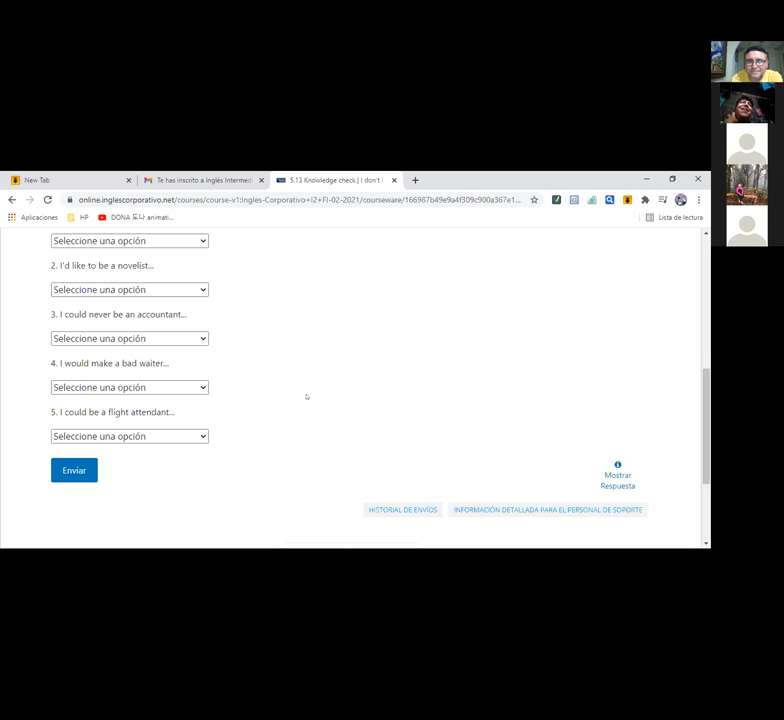 New Tab
Te has inscrito a Inglés Intermed
5.13 Knowledge check | I don't l
online.inglescorporativo.net/courses/course-v1:Ingles-Corporativo+I2+FI-02-2021/courseware/166987b49e9a4f309c900a367e1...
Aplicaciones
HP
DONA 도나 animati...
Lista de lectura
Seleccione una opción
2. I'd like to be a novelist...
Seleccione una opción
3. I could never be an accountant...
Seleccione una opción
4. I would make a bad waiter...
Seleccione una opción
5. I could be a flight attendant...
Seleccione una opción
Enviar
Mostrar
Respuesta
HISTORIAL DE ENVÍOS
INFORMACIÓN DETALLADA PARA EL PERSONAL DE SOPORTE